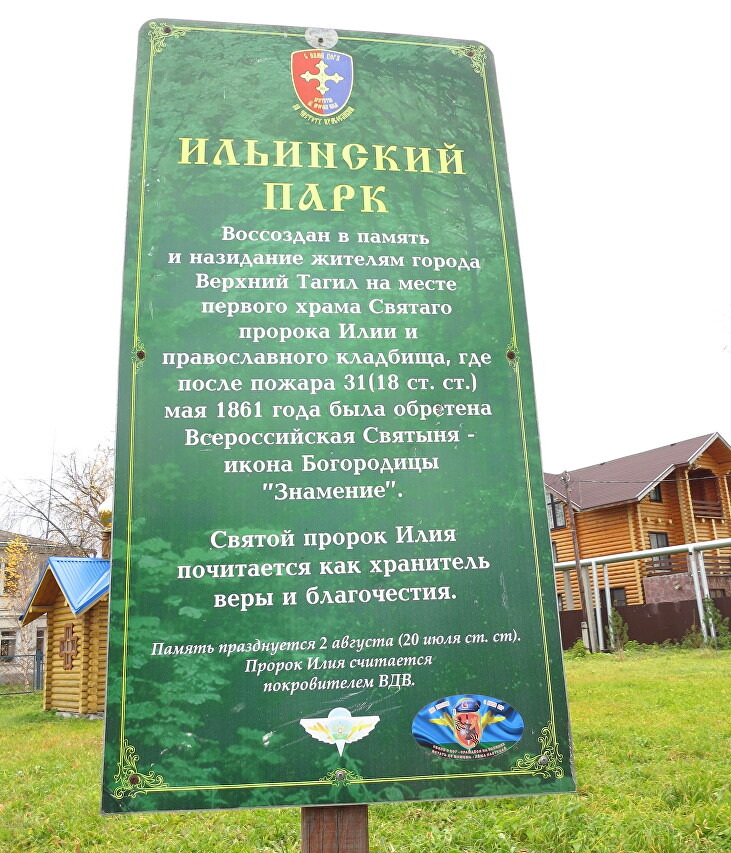 ИЛЬИНСКИЙ
ПАРК
Воссоздан в память
и назидание жителям города
Верхний Тагил на месте
первого храма Святаго
пророка Илии и
православного кладбища, где
после пожара 31(18 ст. ст.)
мая 1861 года была обретена
Всероссийская Святыня -
икона Богородицы
"Знамение".
Святой пророк Илия
почитается как хранитель
веры и благочестия.
Память празднуется 2 августа (20 июля ст. ст).
Пророк Илия считается
покровителем ВДВ.